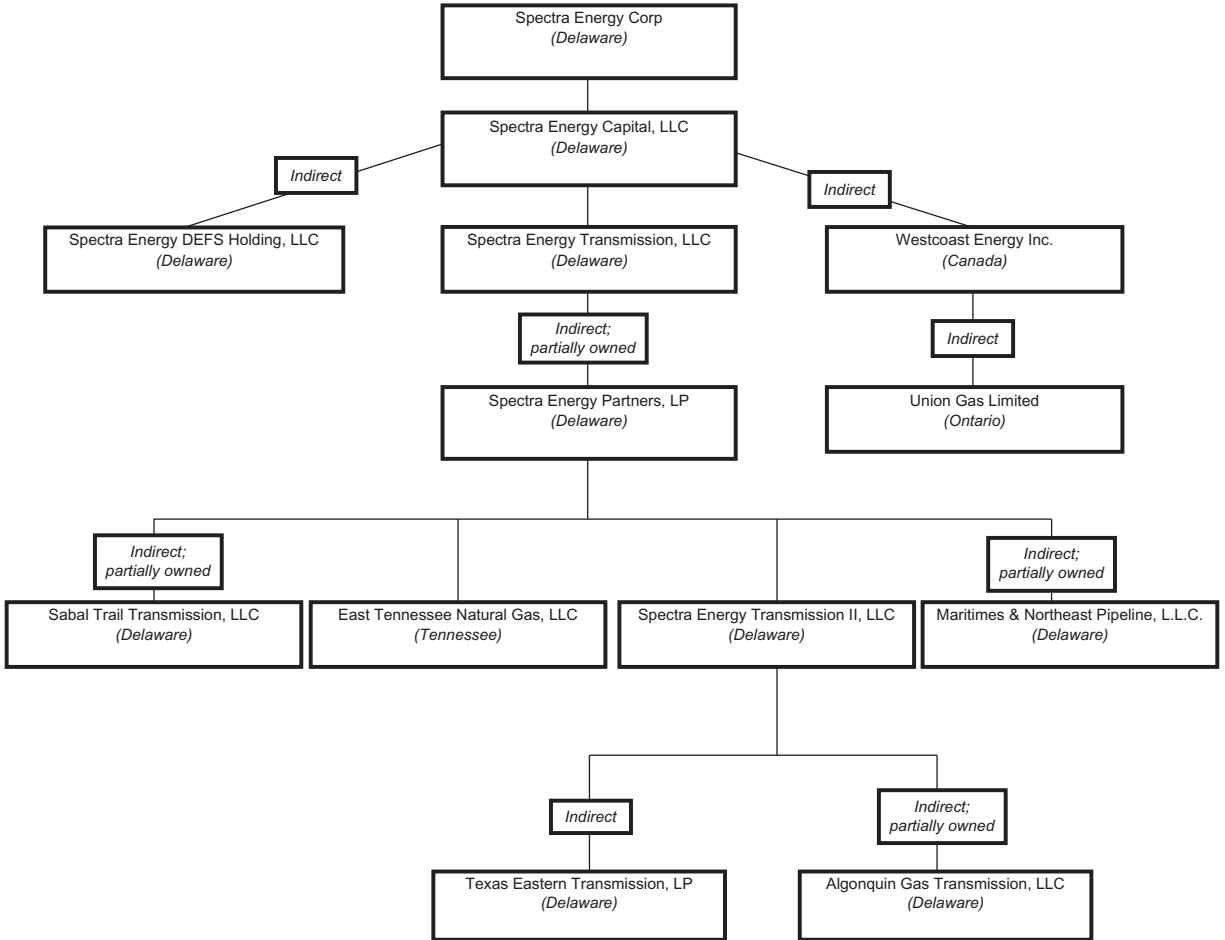 Spectra Energy Corp
(Delaware)
Spectra Energy Capital, LLC
(Delaware)
Indirect
Indirect
Spectra Energy DEFS Holding, LLC
(Delaware)
Spectra Energy Transmission, LLC
(Delaware)
Westcoast Energy Inc.
(Canada)
Indirect;
partially owned
Indirect
Spectra Energy Partners, LP
(Delaware)
Union Gas Limited
(Ontario)
Indirect;
partially owned
Indirect;
partially owned
Sabal Trail Transmission, LLC
(Delaware)
East Tennessee Natural Gas, LLC
(Tennessee)
Spectra Energy Transmission II, LLC
(Delaware)
Maritimes & Northeast Pipeline, L.L.C.
(Delaware)
Indirect
Indirect;
partially owned
Texas Eastern Transmission, LP
(Delaware)
Algonquin Gas Transmission, LLC
(Delaware)